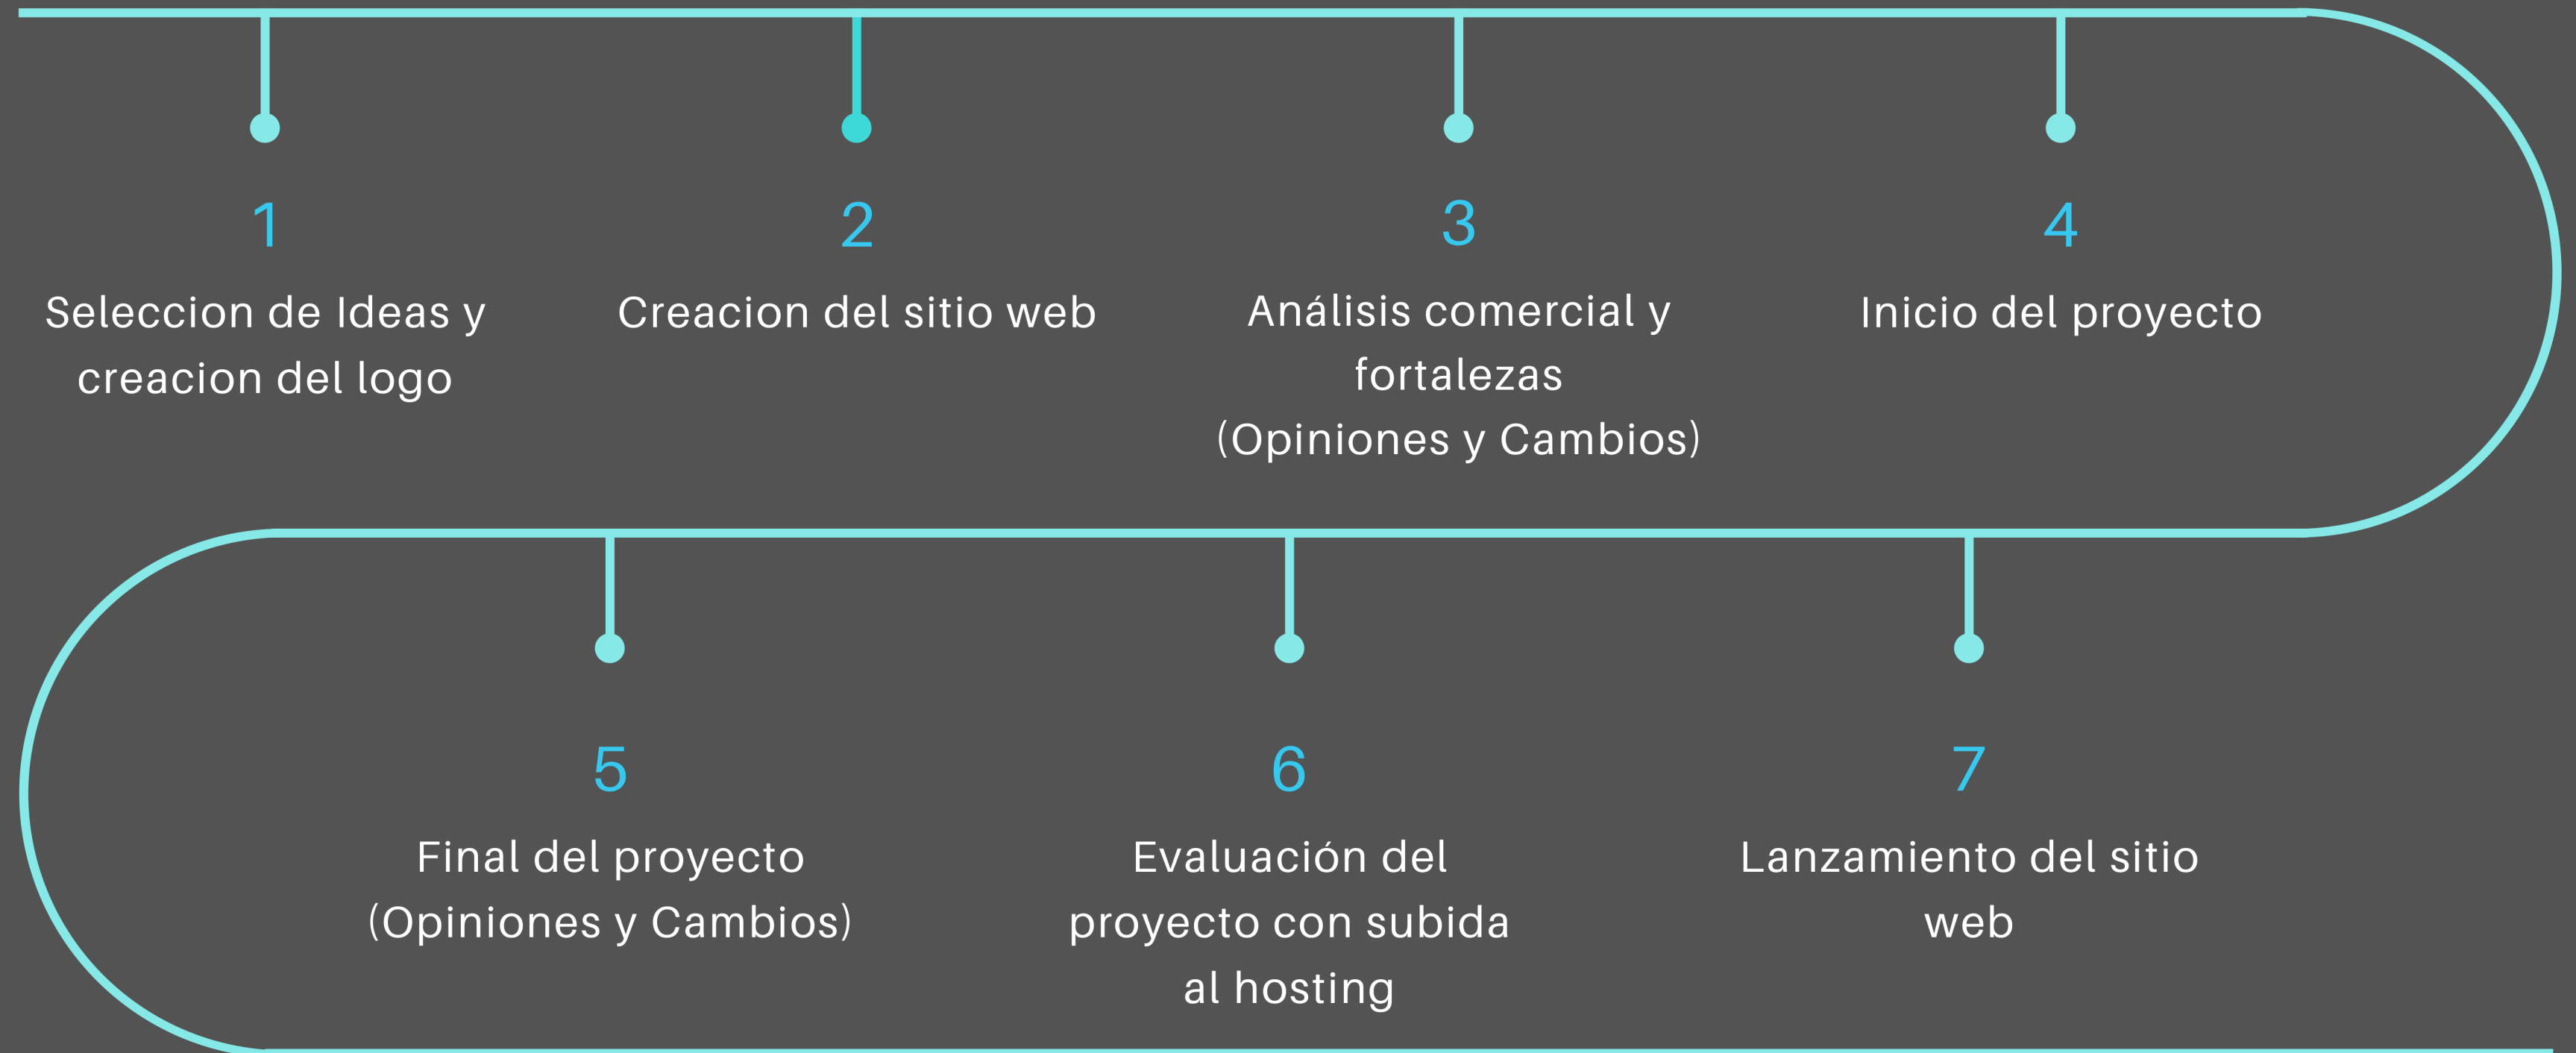 1
Seleccion de Ideas y
creacion del logo
2
Creacion del sitio web
3
Análisis comercial y
fortalezas
(Opiniones y Cambios)
4
Inicio del proyecto
5
Final del proyecto
(Opiniones y Cambios)
6
Evaluación del
proyecto con subida
al hosting
7
Lanzamiento del sitio
web